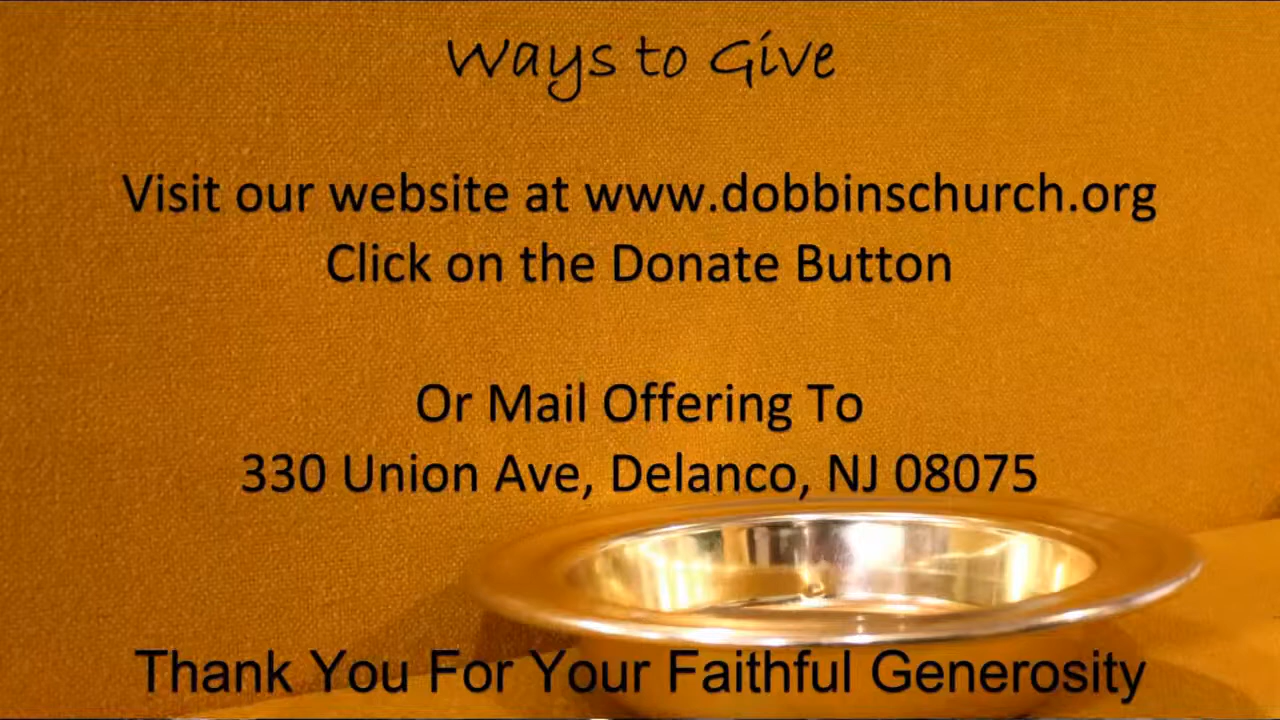 Ways to Give
Visit our website at www.dobbinschurch.org
Click on the Donate Button
Or Mail Offering To
330 Union Ave, Delanco, NJ 08075
Thank You For Your Faithful Generosity